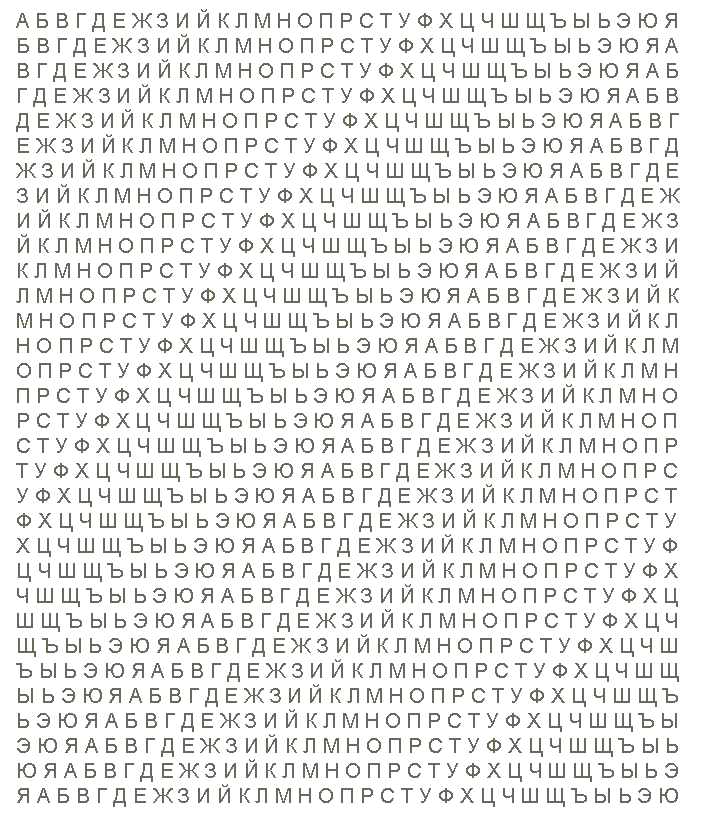 А Б В Г Д Е Ж З И Й К Л М Н О П Р С Т У Ф Х Ц Ч Ш Щ Ъ Ы Ь Э Ю Я
Б В Г Д Е Ж З И Й К Л М Н О П Р С Т У Ф Х Ц Ч Ш Щ Ъ Ы Ь Э Ю Я А
В Г Д Е Ж З И Й К Л М Н О П Р С Т У Ф Х Ц Ч Ш Щ Ъ Ы Ь Э Ю Я А Б
Г Д Е Ж З И Й К Л М Н О П Р С Т У Ф Х Ц Ч Ш Щ Ъ Ы Ь Э Ю Я А Б В
Д Е Ж З И Й К Л М Н О П Р С Т У Ф Х Ц Ч Ш Щ Ъ Ы Ь Э Ю Я А Б В Г
Е Ж З И Й К Л М Н О П Р С Т У Ф Х Ц Ч Ш Щ Ъ Ы Ь Э Ю Я А Б В Г Д
Ж З И Й К Л М Н О П Р С Т У Ф Х Ц Ч Ш Щ Ъ Ы Ь Э Ю Я А Б В Г Д Е
З И Й К Л М Н О П Р С Т У Ф Х Ц Ч Ш Щ Ъ Ы Ь Э Ю Я А Б В Г Д Е Ж
И Й К Л М Н О П Р С Т У Ф Х Ц Ч Ш Щ Ъ Ы Ь Э Ю Я А Б В Г Д Е Ж З
Й К Л М Н О П Р С Т У Ф Х Ц Ч Ш Щ Ъ Ы Ь Э Ю Я А Б В Г Д Е Ж З И
К Л М Н О П Р С Т У Ф Х Ц Ч Ш Щ Ъ Ы Ь Э Ю Я А Б В Г Д Е Ж З И Й
Л М Н О П Р С Т У Ф Х Ц Ч Ш Щ Ъ Ы Ь Э Ю Я А Б В Г Д Е Ж З И Й К
М Н О П Р С Т У Ф Х Ц Ч Ш Щ Ъ Ы Ь Э Ю Я А Б В Г Д Е Ж З И Й К Л
Н О П Р С Т У Ф Х Ц Ч Ш Щ Ъ Ы Ь Э Ю Я А Б В Г Д Е Ж З И Й К Л М
О П Р С Т У Ф Х Ц Ч Ш Щ Ъ Ы Ь Э Ю Я А Б В Г Д Е Ж З И Й К Л М Н
П Р С Т У Ф Х Ц Ч Ш Щ Ъ Ы Ь Э Ю Я А Б В Г Д Е Ж З И Й К Л М Н О
Р С Т У Ф Х Ц Ч Ш Щ Ъ Ы Ь Э Ю Я А Б В Г Д Е Ж З И Й К Л М Н О П
С Т У Ф Х Ц Ч Ш Щ Ъ Ы Ь Э Ю Я А Б В Г Д Е Ж З И Й К Л М Н О П Р
Т У Ф Х Ц Ч Ш Щ Ъ Ы Ь Э Ю Я А Б В Г Д Е Ж З И Й К Л М Н О П Р С
У Ф Х Ц Ч Ш Щ Ъ Ы Ь Э Ю Я А Б В Г Д Е Ж З И Й К Л М Н О П Р С Т
Ф Х Ц Ч Ш Щ Ъ Ы Ь Э Ю Я А Б В Г Д Е Ж З И Й К Л М Н О П Р С Т У
Х Ц Ч Ш Щ Ъ Ы Ь Э Ю Я А Б В Г Д Е Ж З И Й К Л М Н О П Р С Т У Ф
Ц Ч Ш Щ Ъ Ы Ь Э Ю Я А Б В Г Д Е Ж З И Й К Л М Н О П Р С Т У Ф Х
Ч Ш Щ Ъ Ы Ь Э Ю Я А Б В Г Д Е Ж З И Й К Л М Н О П Р С Т У Ф Х Ц
Ш Щ Ъ Ы Ь Э Ю Я А Б В Г Д Е Ж З И Й К Л М Н О П Р С Т У Ф Х Ц Ч
Щ Ъ Ы Ь Э Ю Я А Б В Г Д Е Ж З И Й К Л М Н О П Р С Т У Ф Х Ц Ч Ш
Ъ Ы Ь Э Ю Я А Б В Г Д Е Ж З И Й К Л М Н О П Р С Т У Ф Х Ц Ч Ш Щ
Ы Ь Э Ю Я А Б В Г Д Е Ж З И Й К Л М Н О П Р С Т У Ф Х Ц Ч Ш Щ Ъ
Ь Э Ю Я А Б В Г Д Е Ж З И Й К Л М Н О П Р С Т У Ф Х Ц Ч Ш Щ Ъ Ы
Э Ю Я А Б В Г Д Е Ж З И Й К Л М Н О П Р С Т У Ф Х Ц Ч Ш Щ Ъ Ы Ь
Ю Я А Б В Г Д Е Ж З И Й К Л М Н О П Р С Т У Ф Х Ц Ч Ш Щ Ъ Ы Ь Э
Я А Б В Г Д Е Ж З И Й К Л М Н О П Р С Т У Ф Х Ц Ч Ш Щ Ъ Ы Ь Э Ю